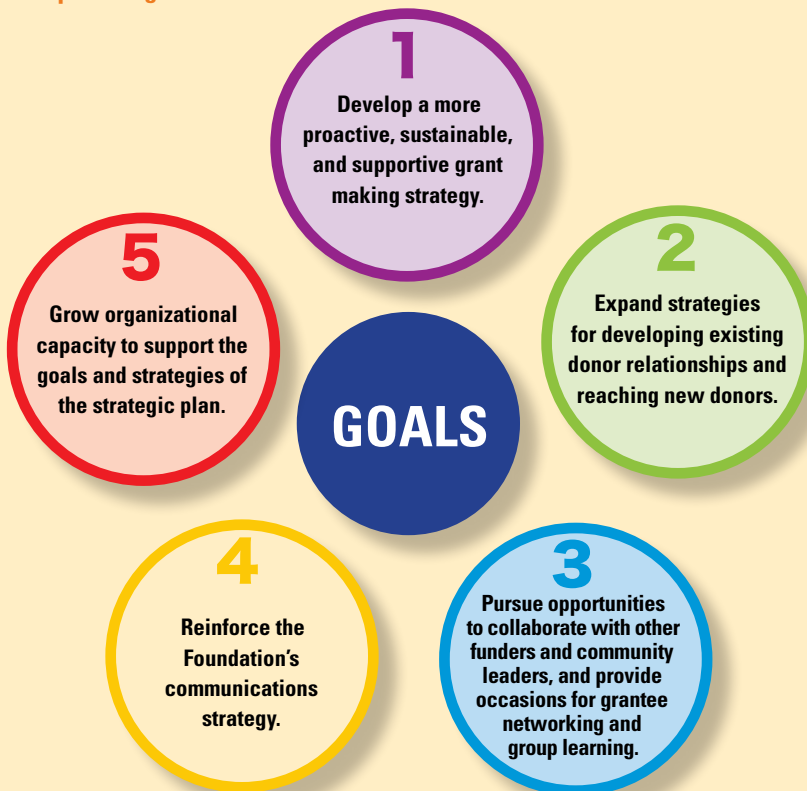 1
Develop a more
proactive, sustainable,
and supportive grant
making strategy.
2
Expand strategies
for developing existing
donor relationships and
reaching new donors.
3
Pursue opportunities
to collaborate with other
funders and community
leaders, and provide
occasions for grantee
networking and
group learning.
4
Reinforce the
Foundation’s
communications
strategy.
5
Grow organizational
capacity to support the
goals and strategies of
the strategic plan.
GOALS